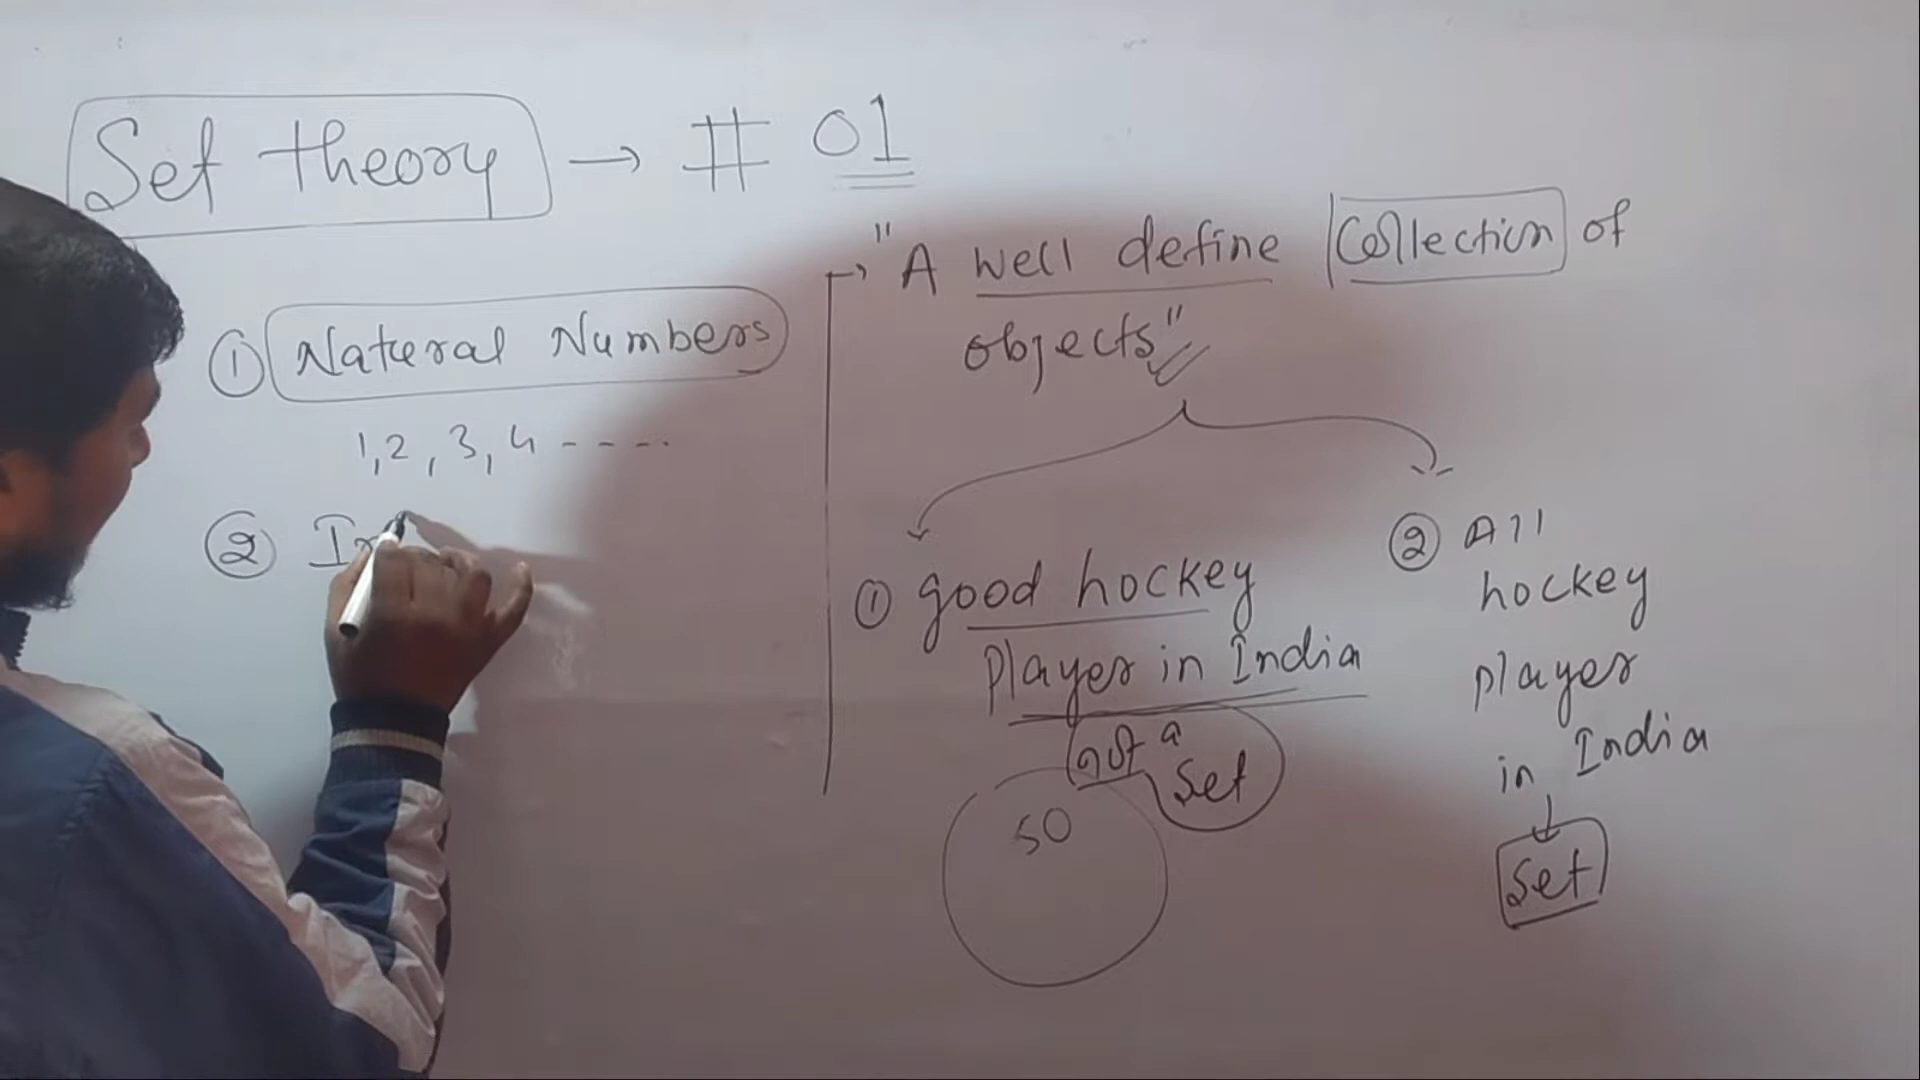 Set theory → # 01
① Natural Numbers
1, 2, 3, 4 - - - -
②
→ "A well define Collection of
objects"
① good hockey
Player in India
not a
Set
50
② All
hockey
player
in India
↓
Set